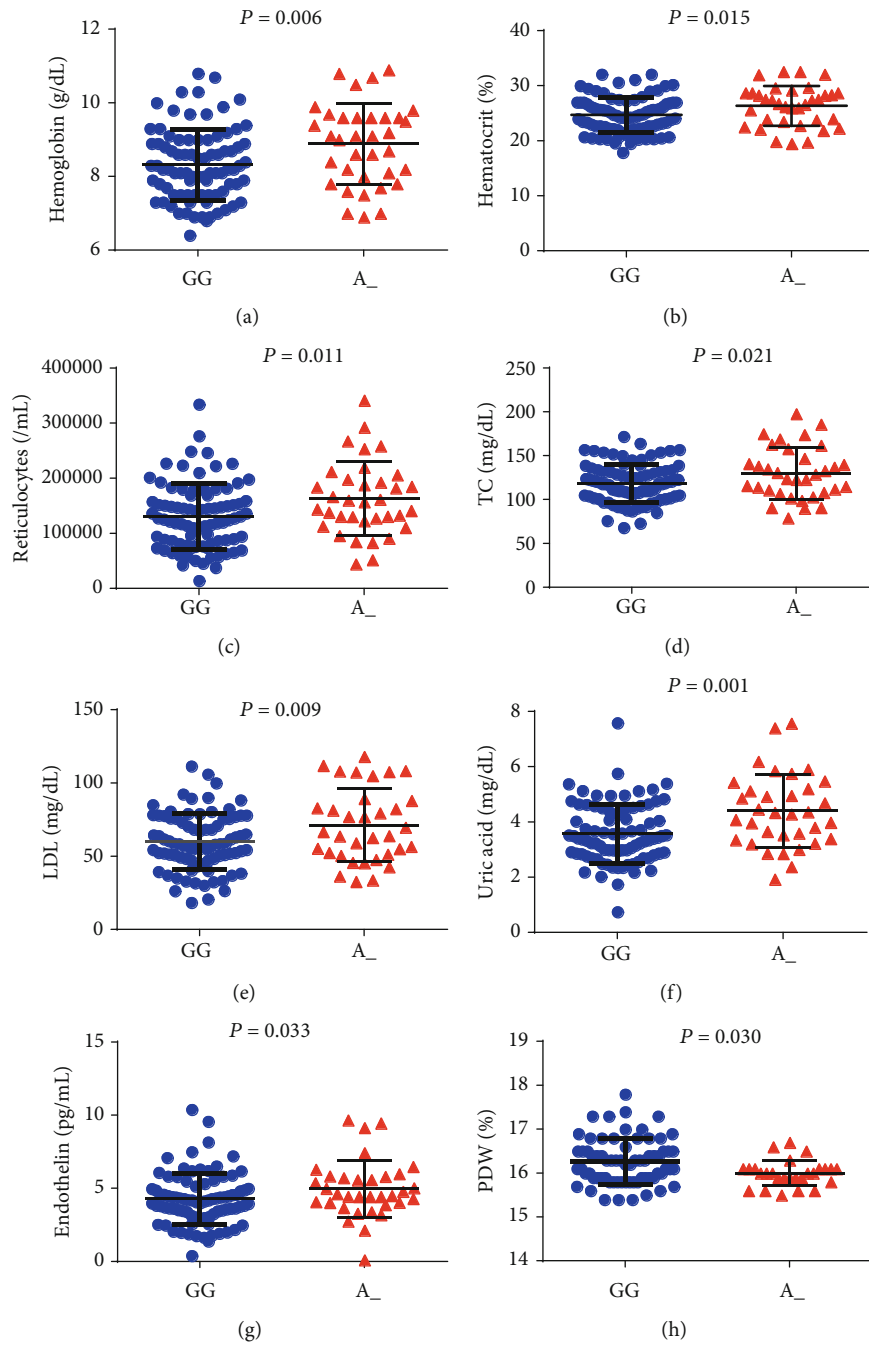 P = 0.006
Hemoglobin (g/dL)
12
10
8
6
GG
A_
(a)
P = 0.015
Hematocrit (%)
40
30
20
10
0
GG
A_
(b)
P = 0.011
Reticulocytes (/mL)
400000
300000
200000
100000
0
GG
A_
(c)
P = 0.021
TC (mg/dL)
250
200
150
100
50
0
GG
A_
(d)
P = 0.009
LDL (mg/dL)
150
100
50
0
GG
A_
(e)
P = 0.001
Uric acid (mg/dL)
8
6
4
2
0
GG
A_
(f)
P = 0.033
Endothelin (pg/mL)
15
10
5
0
GG
A_
(g)
P = 0.030
PDW (%)
19
18
17
16
15
14
GG
A_
(h)